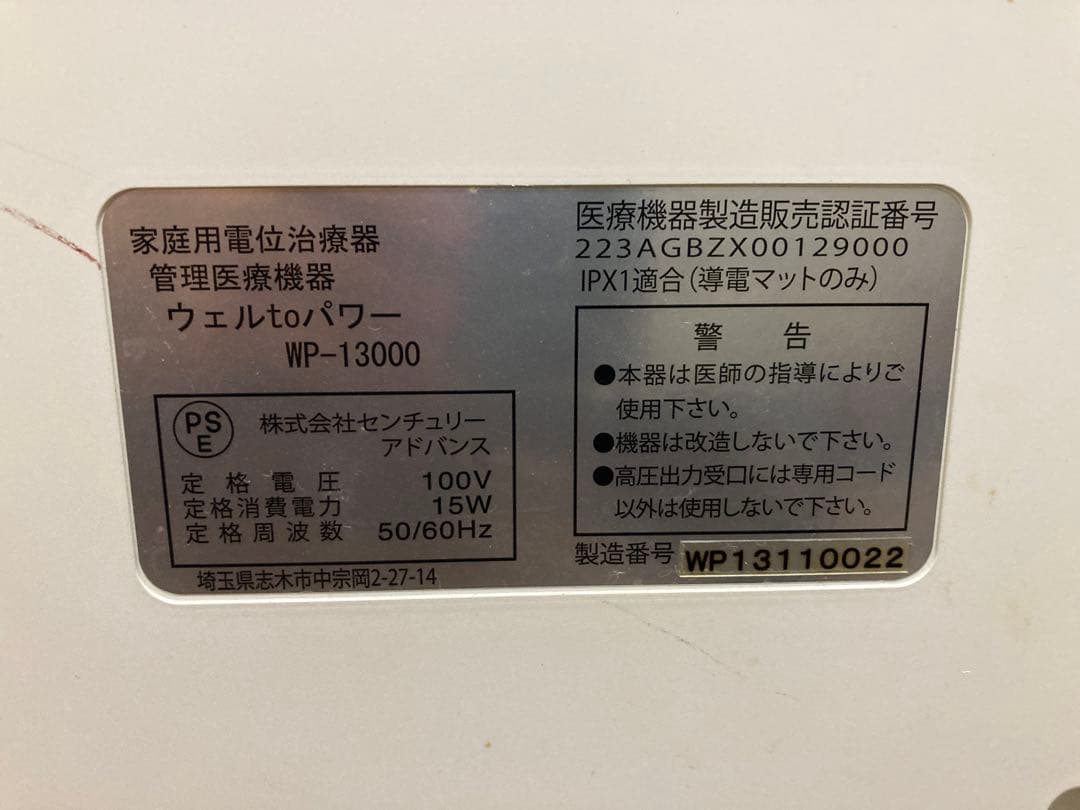 家庭用電位治療器
管理医療機器
ウェルtoパワー
WP-13000
PS
E
株式会社センチュリー
アドバンス
定格電圧 100V
定格消費電力 15W
定格周波数 50/60Hz
埼玉県志木市中宗岡2-27-14
医療機器製造販売認証番号
223AGBZX00129000
IPX1適合(導電マットのみ)
警告
●本器は医師の指導によりご
使用下さい。
●機器は改造しないで下さい。
●高圧出力受口には専用コード
以外は使用しないで下さい。
製造番号 WP13110022